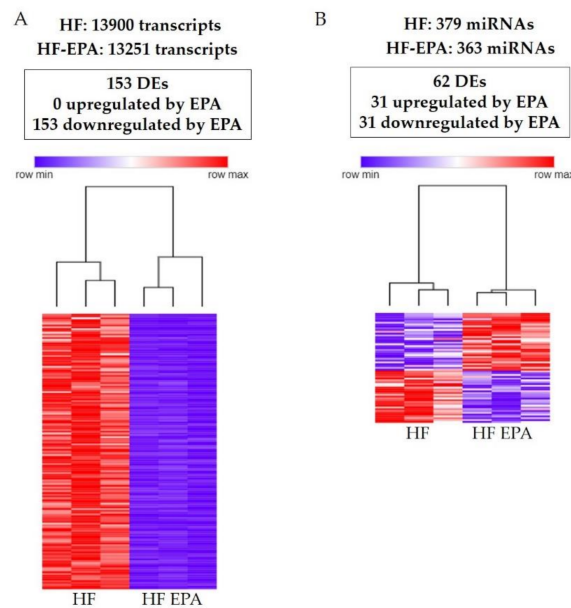 A
HF: 13900 transcripts
HF-EPA: 13251 transcripts
153 DEs
0 upregulated by EPA
153 downregulated by EPA
row min
row max
HF
HF EPA
B
HF: 379 miRNAs
HF-EPA: 363 miRNAs
62 DEs
31 upregulated by EPA
31 downregulated by EPA
row min
row max
HF
HF EPA